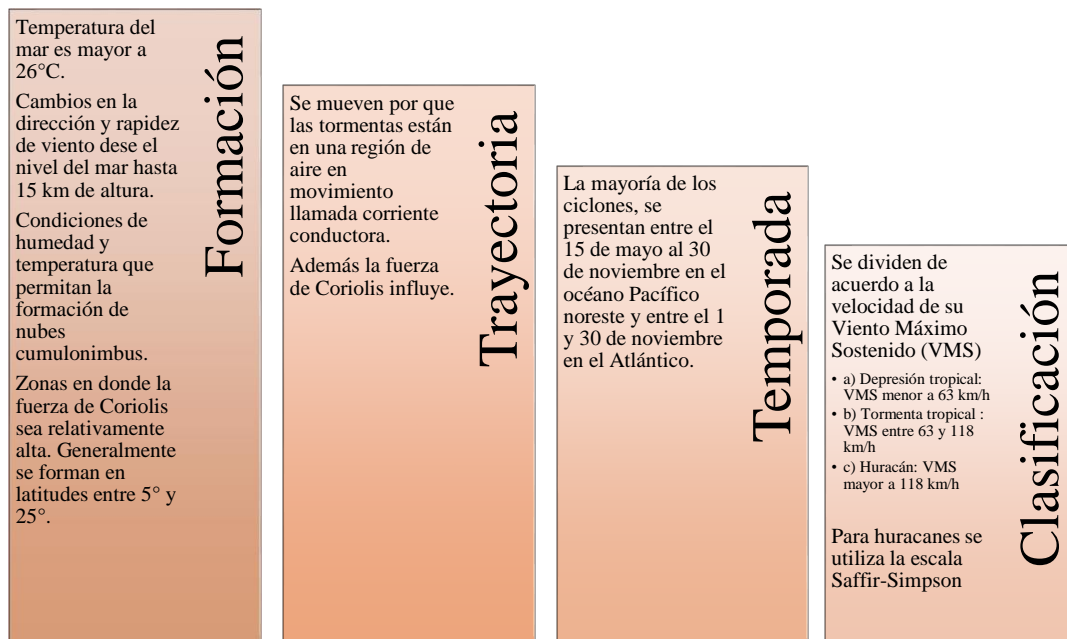 Formación
Temperatura del
mar es mayor a
26°C.
Cambios en la
dirección y rapidez
de viento dese el
nivel del mar hasta
15 km de altura.
Condiciones de
humedad y
temperatura que
permitan la
formación de
nubes
cumulonimbus.
Zonas en donde la
fuerza de Coriolis
sea relativamente
alta. Generalmente
se forman en
latitudes entre 5° y
25°.
Trayectoria
Se mueven por que
las tormentas están
en una región de
aire en
movimiento
llamada corriente
conductora.
Además la fuerza
de Coriolis influye.
Temporada
La mayoría de los
ciclones, se
presentan entre el
15 de mayo al 30
de noviembre en el
océano Pacífico
noreste y entre el 1
y 30 de noviembre
en el Atlántico.
Clasificación
Se dividen de
acuerdo a la
velocidad de su
Viento Máximo
Sostenido (VMS)
• a) Depresión tropical:
VMS menor a 63 km/h
• b) Tormenta tropical :
VMS entre 63 y 118
km/h
• c) Huracán: VMS
mayor a 118 km/h
Para huracanes se
utiliza la escala
Saffir-Simpson